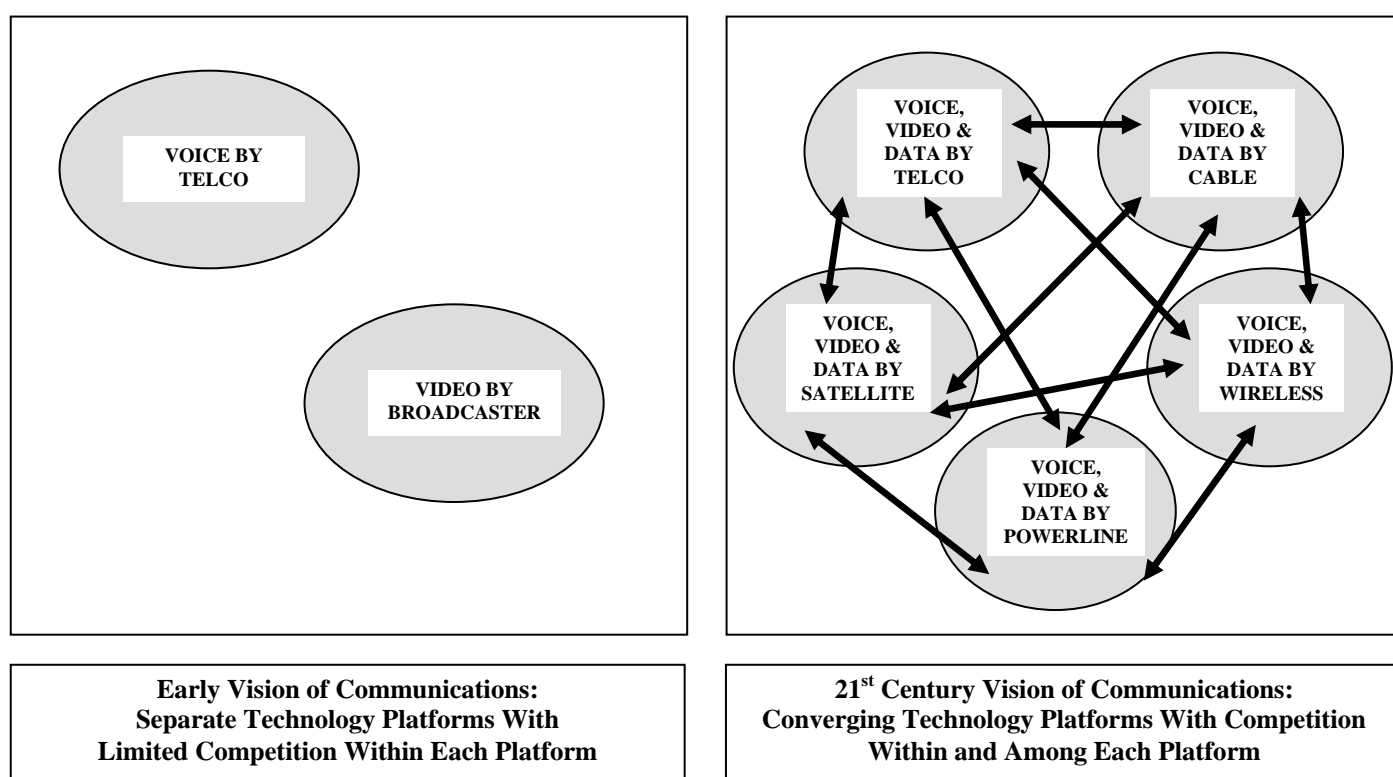 VOICE BY
TELCO
VIDEO BY
BROADCASTER
VOICE,
VIDEO &
DATA BY
TELCO
VOICE,
VIDEO &
DATA BY
CABLE
VOICE,
VIDEO &
DATA BY
SATELLITE
VOICE,
VIDEO &
DATA BY
WIRELESS
VOICE,
VIDEO &
DATA BY
POWERLINE
Early Vision of Communications:
Separate Technology Platforms With
Limited Competition Within Each Platform
21st Century Vision of Communications:
Converging Technology Platforms With Competition
Within and Among Each Platform